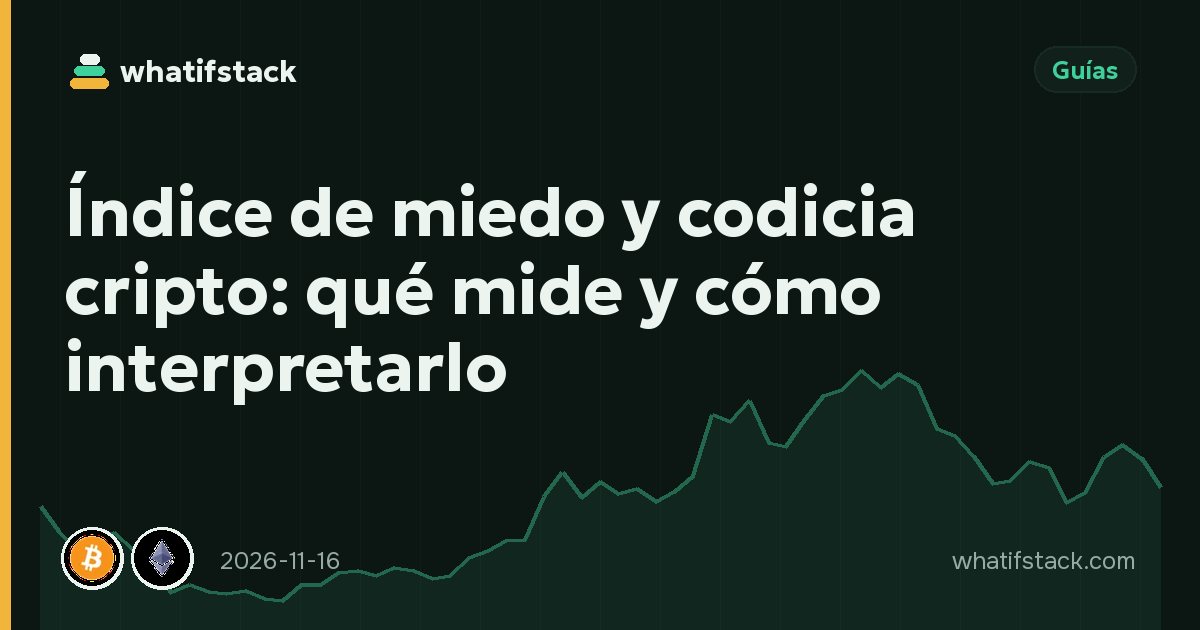 whatifstack
Guías
Índice de miedo y codicia
cripto: qué mide y cómo
interpretarlo
2026-11-16
whatifstack.com